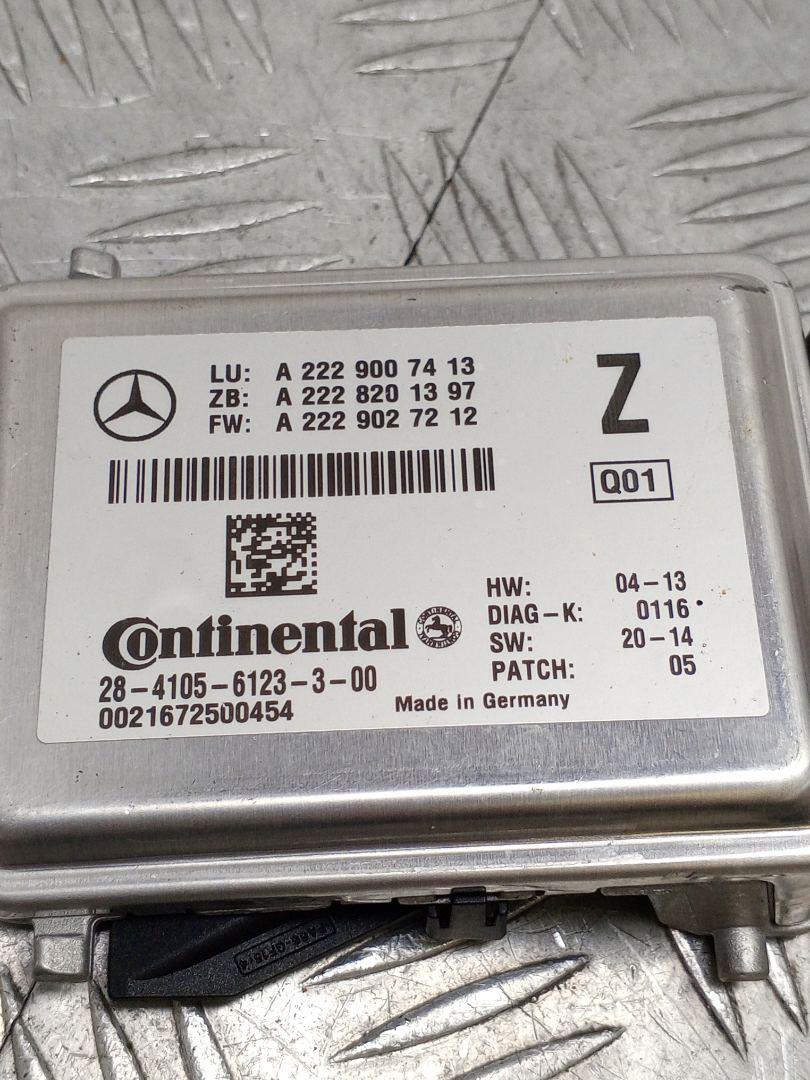 LU: A 222 900 74 13
ZB: A 222 820 13 97
FW: A 222 902 72 12
Z
Q01
HW: 04-13
DIAG-K: 0116
SW: 20-14
PATCH: 05
Continental
28-4105-6123-3-00
0021672500454
Made in Germany